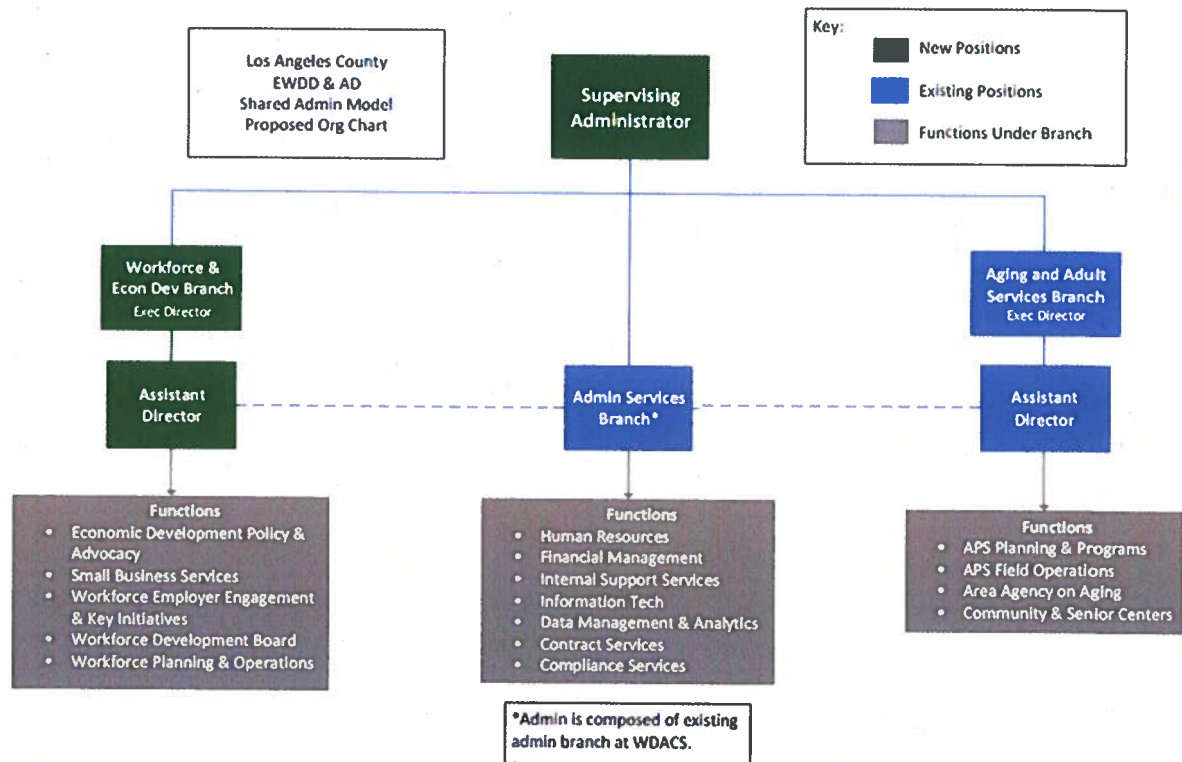 Los Angeles County
EWDD & AD
Shared Admin Model
Proposed Org Chart
Supervising
Administrator
Key:
New Positions
Existing Positions
Functions Under Branch
Workforce &
Econ Dev Branch
Exec Director
Aging and Adult
Services Branch
Exec Director
Assistant
Director
Admin Services
Branch*
Assistant
Director
Functions
• Economic Development Policy &
Advocacy
• Small Business Services
• Workforce Employer Engagement
& Key Initiatives
• Workforce Development Board
• Workforce Planning & Operations
Functions
• Human Resources
• Financial Management
• Internal Support Services
• Information Tech
• Data Management & Analytics
• Contract Services
• Compliance Services
Functions
• APS Planning & Programs
• APS Field Operations
• Area Agency on Aging
• Community & Senior Centers
*Admin is composed of existing
admin branch at WDACS.